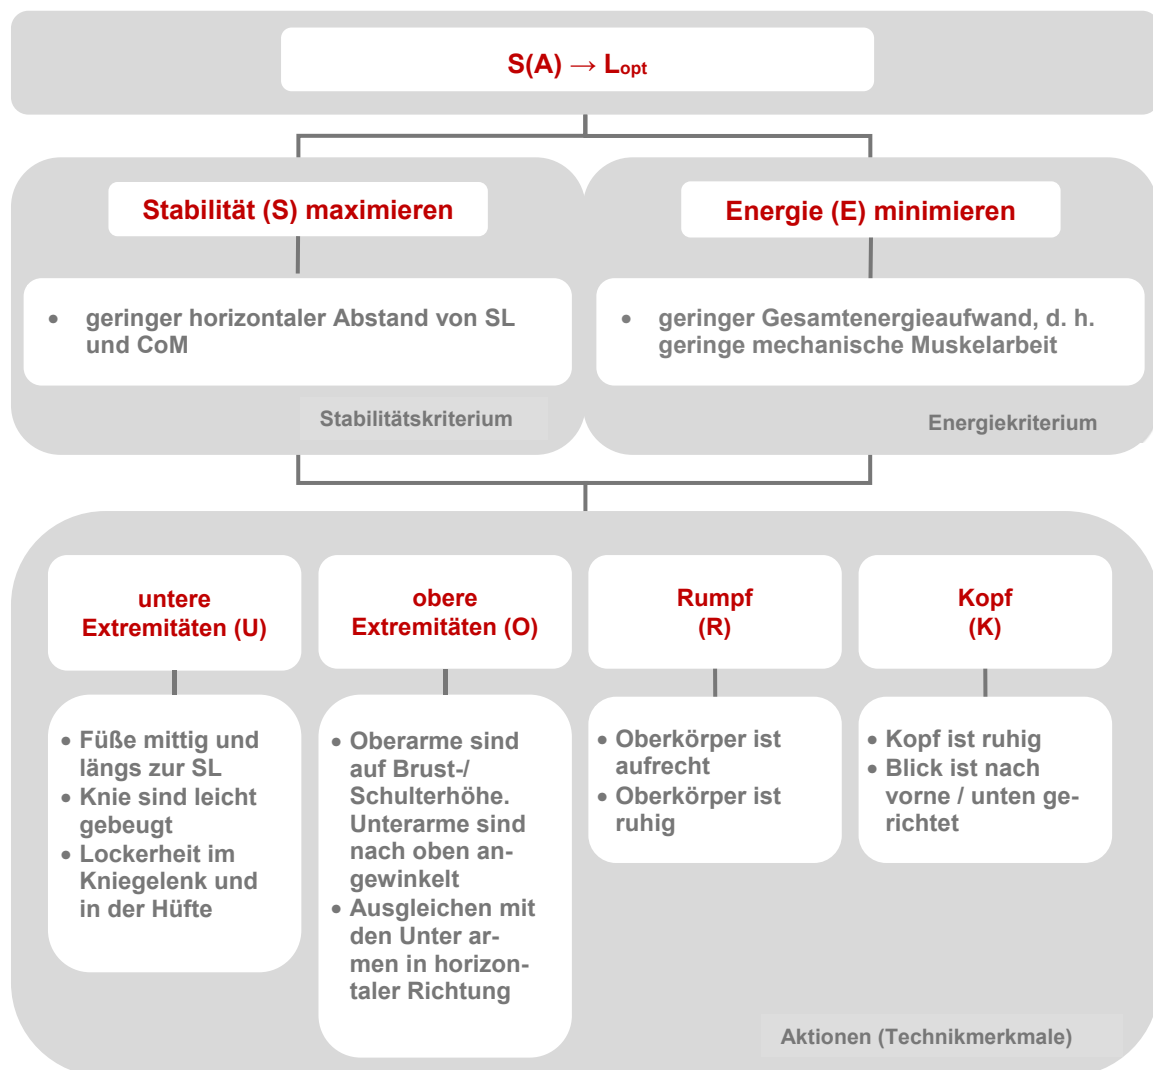 S(A) → Lopt
Stabilität (S) maximieren
• geringer horizontaler Abstand von SL
und CoM
Stabilitätskriterium
Energie (E) minimieren
• geringer Gesamtenergieaufwand, d. h.
geringe mechanische Muskelarbeit
Energiekriterium
untere
Extremitäten (U)
• Füße mittig und
längs zur SL
• Knie sind leicht
gebeugt
• Lockerheit im
Kniegelenk und
in der Hüfte
obere
Extremitäten (O)
• Oberarme sind
auf Brust-/
Schulterhöhe.
Unterarme sind
nach oben an-
gewinkelt
• Ausgleichen mit
den Unter ar-
men in horizon-
taler Richtung
Rumpf
(R)
• Oberkörper ist
aufrecht
• Oberkörper ist
ruhig
Kopf
(K)
• Kopf ist ruhig
• Blick ist nach
vorne / unten ge-
richtet
Aktionen (Technikmerkmale)